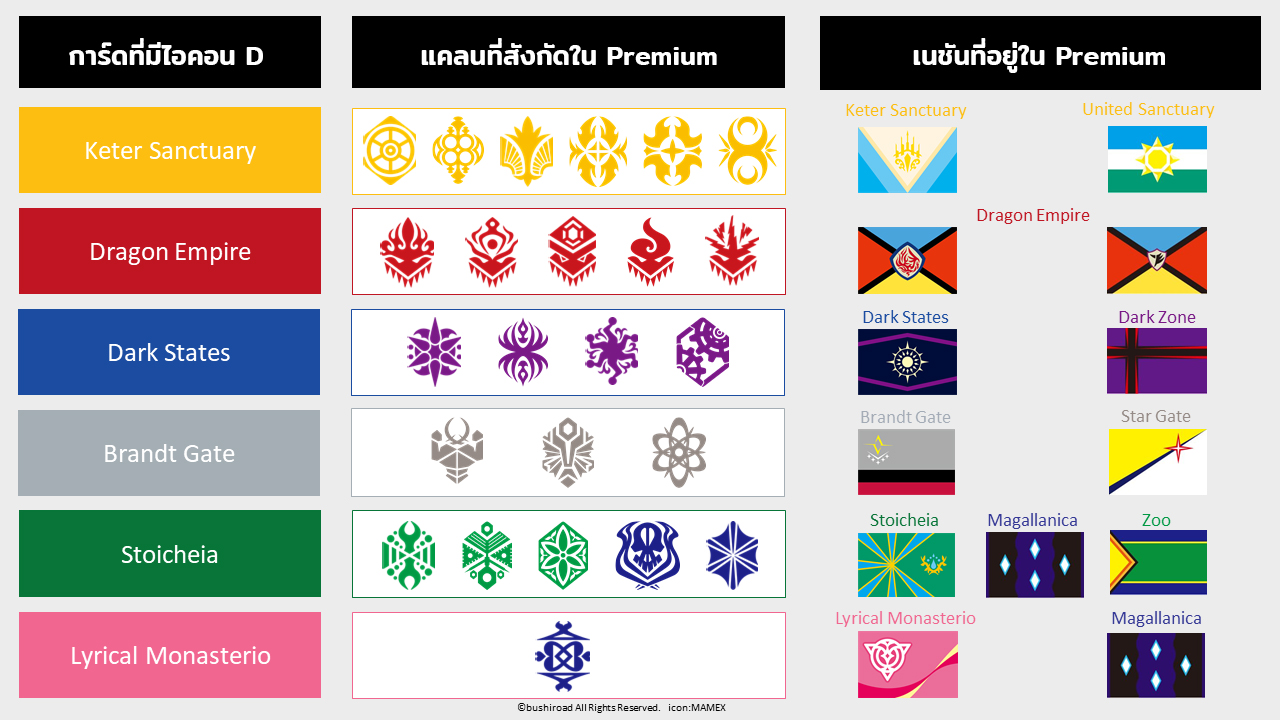 การ์ดที่มีไอคอน D
แคลนที่สังกัดใน Premium
เนชันที่อยู่ใน Premium
Keter Sanctuary
Keter Sanctuary
United Sanctuary
Dragon Empire
Dragon Empire
Dark States
Dark States
Dark Zone
Brandt Gate
Brandt Gate
Star Gate
Stoicheia
Stoicheia
Magallanica
Zoo
Lyrical Monasterio
Lyrical Monasterio
Magallanica
©bushiroad All Rights Reserved. icon:MAMEX